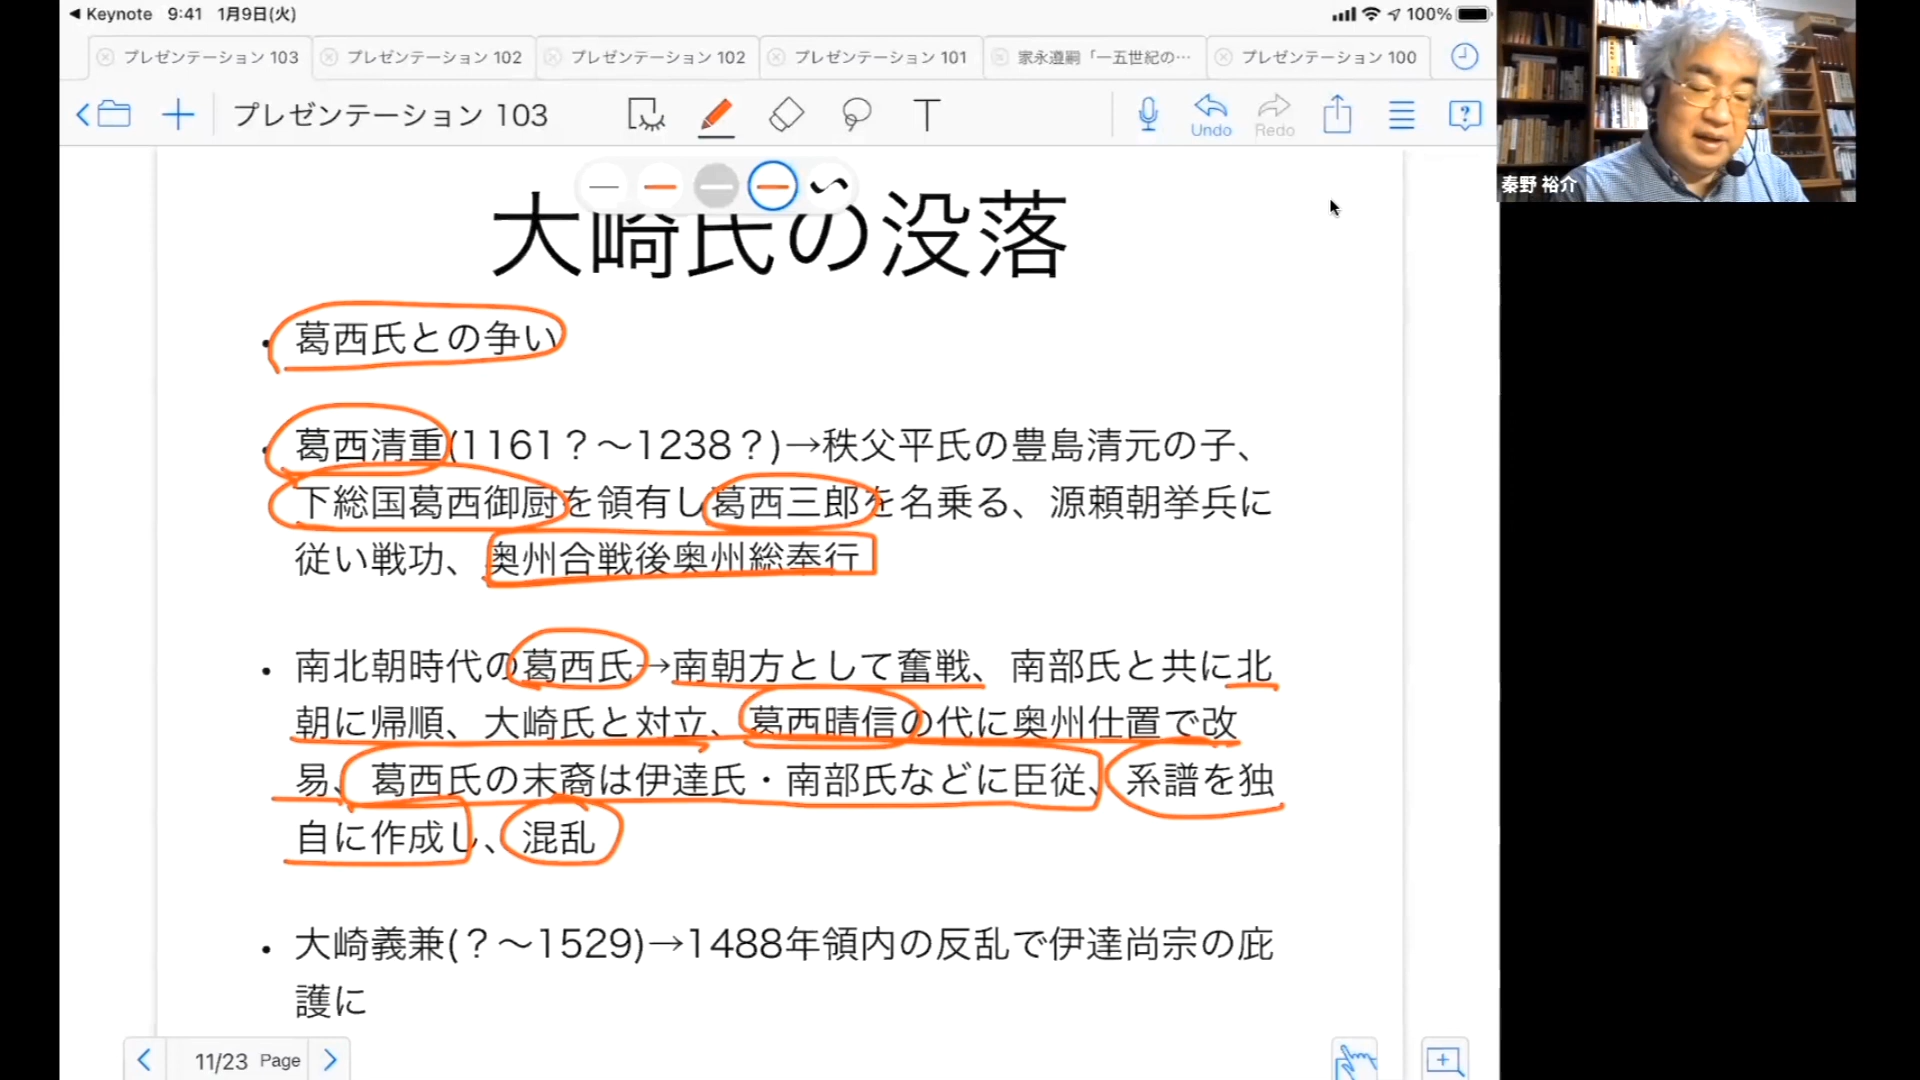 Keynote 9:41 1月9日(火) 100%
プレゼンテーション 103 プレゼンテーション 102 プレゼンテーション 102 プレゼンテーション 101 家永遵嗣「一五世紀の… プレゼンテーション 100
プレゼンテーション 103 T Undo Redo
秦野 裕介
大崎氏の没落
• 葛西氏との争い
• 葛西清重(1161？〜1238？)→秩父平氏の豊島清元の子、
下総国葛西御厨を領有し葛西三郎を名乗る、源頼朝挙兵に
従い戦功、奥州合戦後奥州総奉行
• 南北朝時代の葛西氏→南朝方として奮戦、南部氏と共に北
朝に帰順、大崎氏と対立、葛西晴信の代に奥州仕置で改
易、葛西氏の末裔は伊達氏・南部氏などに臣従、系譜を独
自に作成し、混乱
• 大崎義兼(？〜1529)→1488年領内の反乱で伊達尚宗の庇
護に
11/23 Page